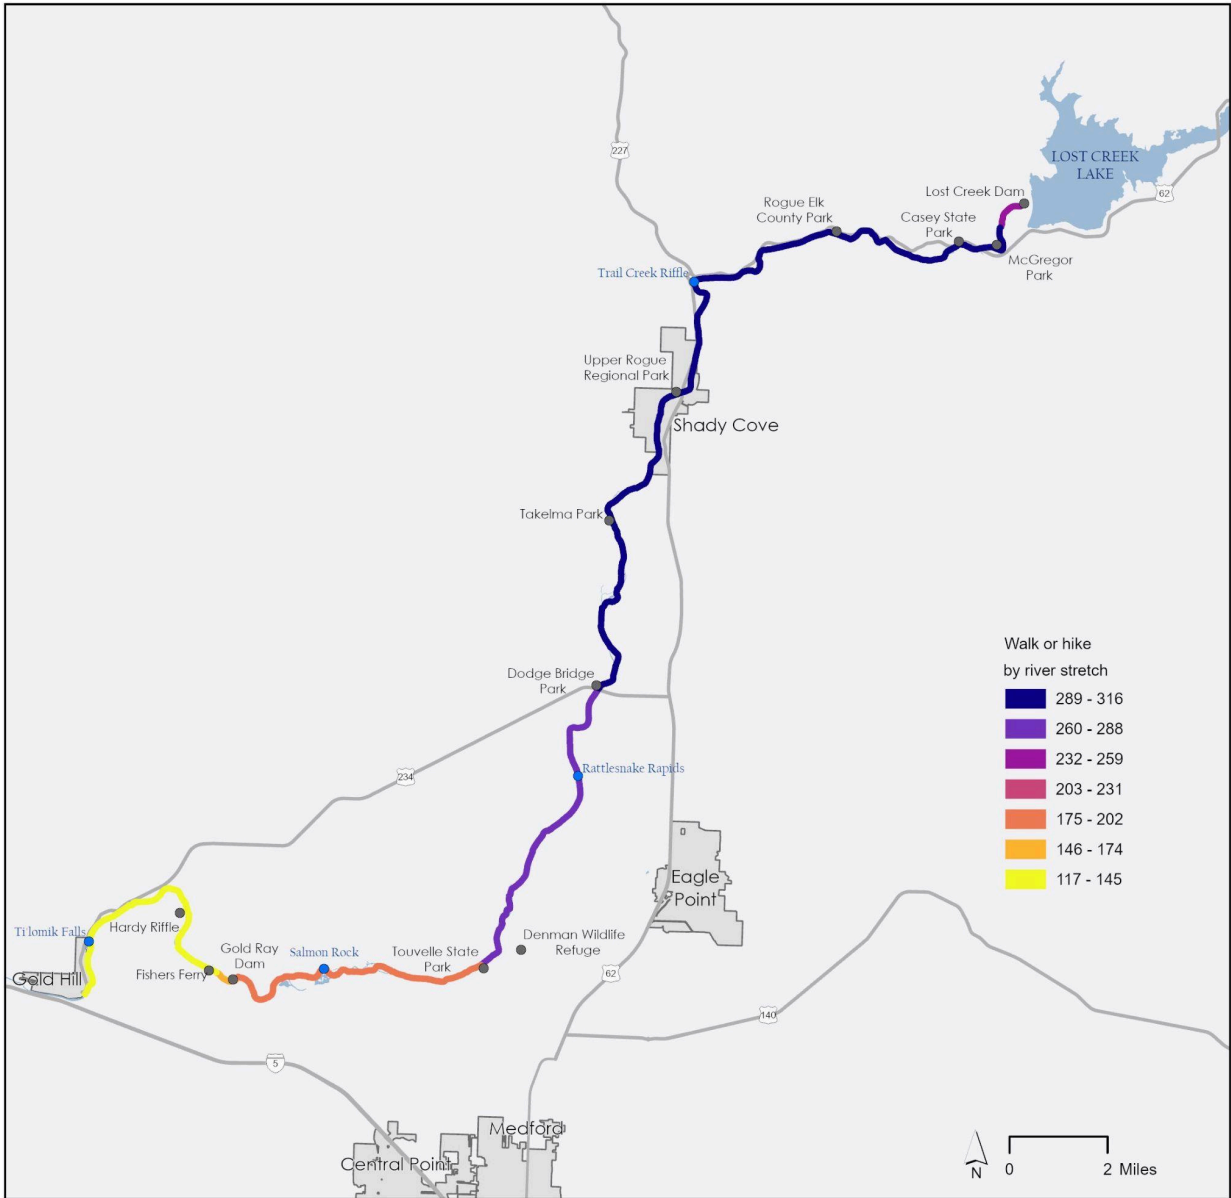 227
LOST CREEK
LAKE
62
Lost Creek Dam
Rogue Elk
County Park
Casey State
Park
McGregor
Park
Trail Creek Riffle
Upper Rogue
Regional Park
Shady Cove
Takelma Park
Dodge Bridge
Park
Rattlesnake Rapids
234
Walk or hike
by river stretch
289 - 316
260 - 288
232 - 259
203 - 231
175 - 202
146 - 174
117 - 145
Eagle
Point
Hardy Riffle
Ti'lomik Falls
Gold Ray
Dam
Salmon Rock
Touvelle State
Park
Denman Wildlife
Refuge
Fishers Ferry
Gold Hill
62
140
5
Medford
Central Point
N
0
2 Miles